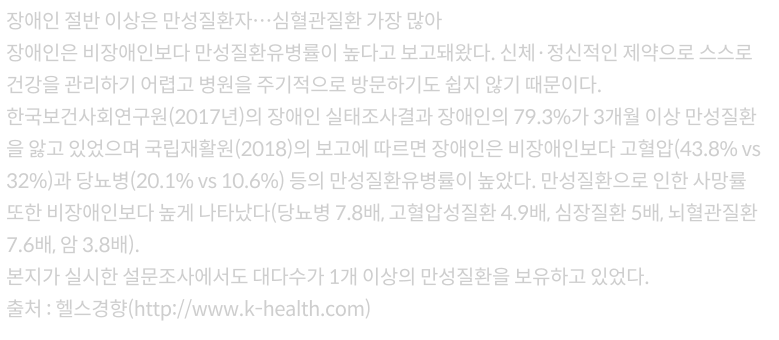 장애인 절반 이상은 만성질환자…심혈관질환 가장 많아
장애인은 비장애인보다 만성질환유병률이 높다고 보고돼왔다. 신체·정신적인 제약으로 스스로
건강을 관리하기 어렵고 병원을 주기적으로 방문하기도 쉽지 않기 때문이다.
한국보건사회연구원(2017년)의 장애인 실태조사결과 장애인의 79.3%가 3개월 이상 만성질환
을 앓고 있었으며 국립재활원(2018)의 보고에 따르면 장애인은 비장애인보다 고혈압(43.8% vs
32%)과 당뇨병(20.1% vs 10.6%) 등의 만성질환유병률이 높았다. 만성질환으로 인한 사망률
또한 비장애인보다 높게 나타났다(당뇨병 7.8배, 고혈압성질환 4.9배, 심장질환 5배, 뇌혈관질환
7.6배, 암 3.8배).
본지가 실시한 설문조사에서도 대다수가 1개 이상의 만성질환을 보유하고 있었다.
출처 : 헬스경향(http://www.k-health.com)